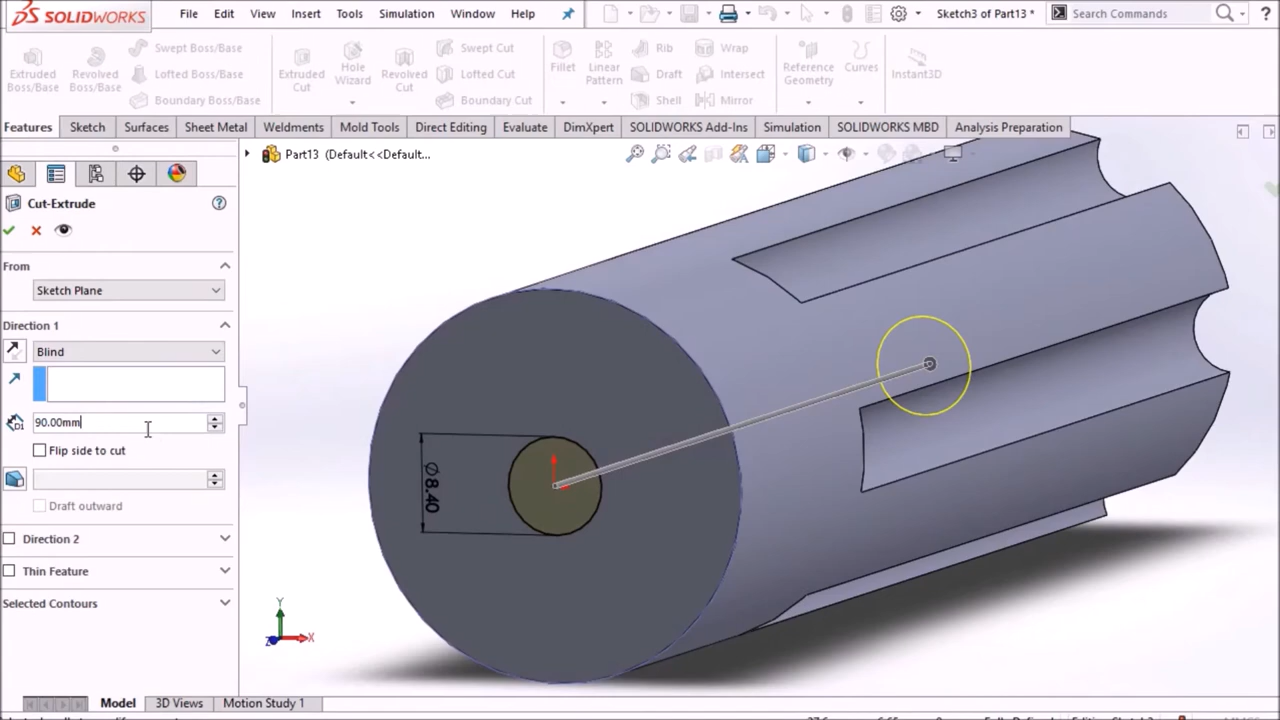 SOLIDWORKS File Edit View Insert Tools Simulation Window Help Sketch3 of Part13 * Search Commands ?
Extruded Boss/Base Revolved Boss/Base Swept Boss/Base Lofted Boss/Base Boundary Boss/Base Extruded Cut Hole Wizard Revolved Cut Swept Cut Lofted Cut Boundary Cut Fillet Linear Pattern Rib Draft Shell Wrap Intersect Mirror Reference Geometry Curves Instant3D
Features Sketch Surfaces Sheet Metal Weldments Mold Tools Direct Editing Evaluate DimXpert SOLIDWORKS Add-Ins Simulation SOLIDWORKS MBD Analysis Preparation
Part13 (Default<<Default...
Cut-Extrude
From
Sketch Plane
Direction 1
Blind
90.00mm
Flip side to cut
Draft outward
Direction 2
Thin Feature
Selected Contours
Ø8.40
Y
Z X
Model 3D Views Motion Study 1